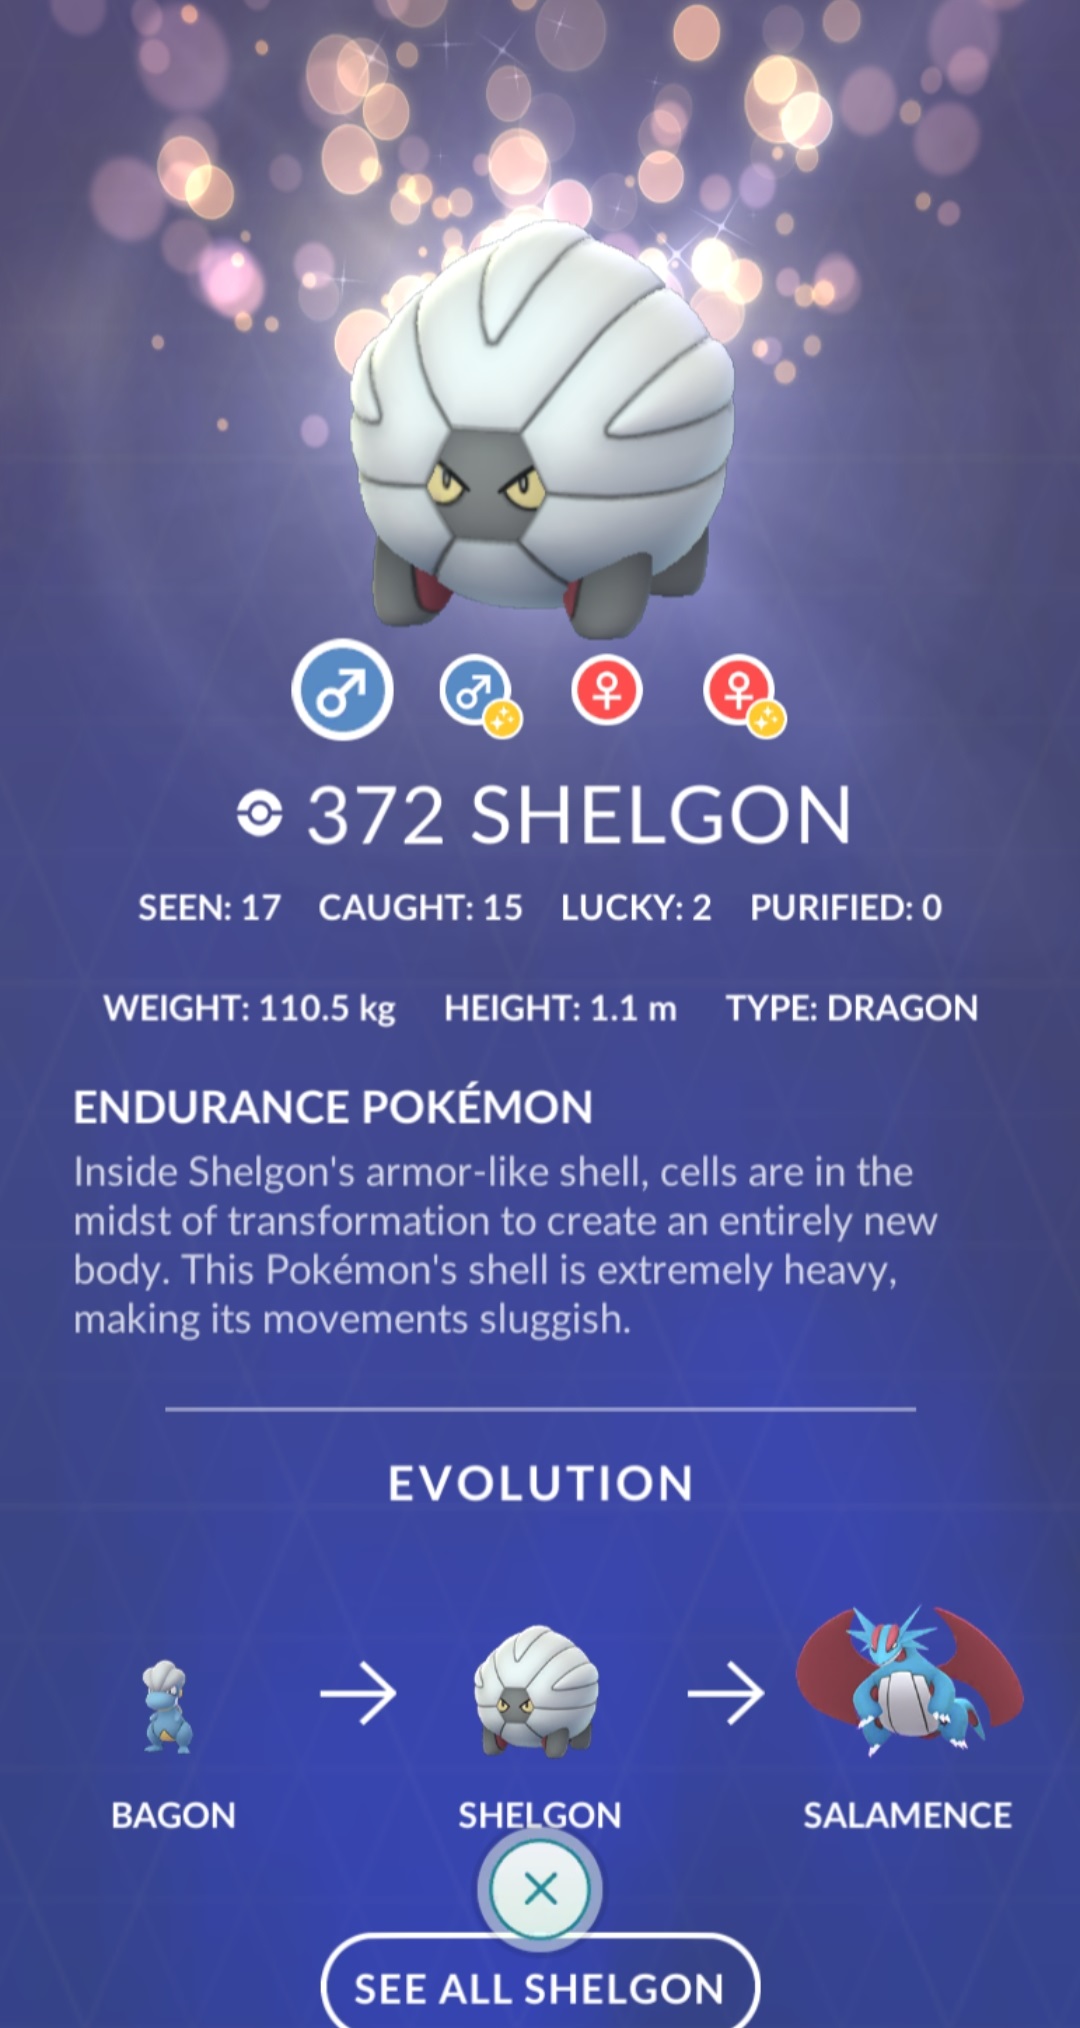 372 SHELGON
SEEN: 17 CAUGHT: 15 LUCKY: 2 PURIFIED: 0
WEIGHT: 110.5 kg HEIGHT: 1.1 m TYPE: DRAGON
ENDURANCE POKÉMON
Inside Shelgon's armor-like shell, cells are in the
midst of transformation to create an entirely new
body. This Pokémon's shell is extremely heavy,
making its movements sluggish.
EVOLUTION
BAGON SHELGON SALAMENCE
SEE ALL SHELGON